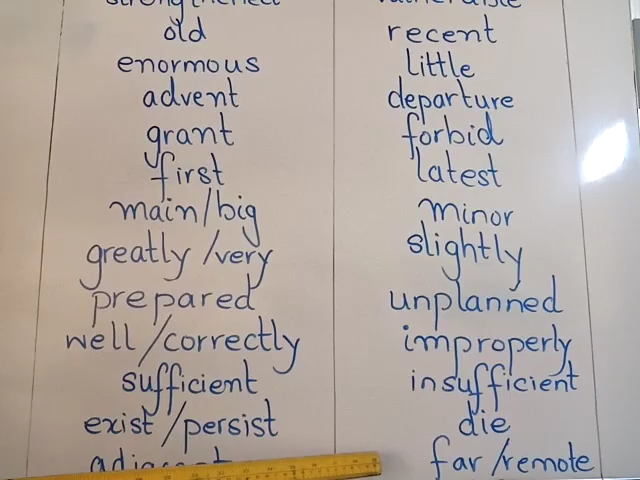 old recent
enormous little
advent departure
grant forbid
first latest
main/big minor
greatly/very slightly
prepared unplanned
well/correctly improperly
sufficient insufficient
exist/persist die
far/remote